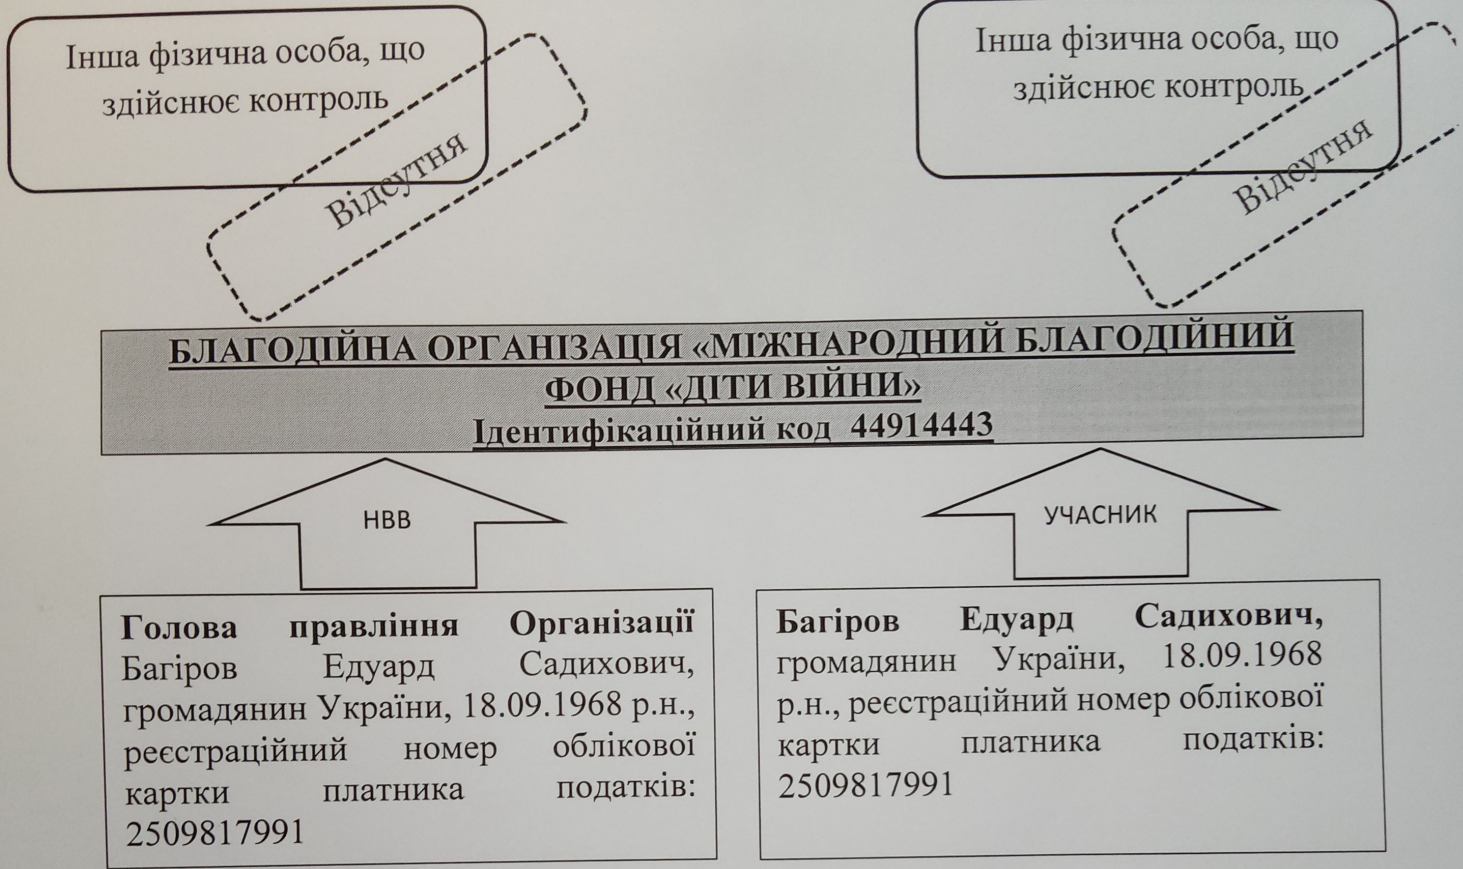 Інша фізична особа, що
здійснює контроль
Відсутня
Інша фізична особа, що
здійснює контроль
Відсутня
БЛАГОДІЙНА ОРГАНІЗАЦІЯ «МІЖНАРОДНИЙ БЛАГОДІЙНИЙ
ФОНД «ДІТИ ВІЙНИ»
Ідентифікаційний код 44914443
НВВ
УЧАСНИК
Голова правління Організації
Багіров Едуард Садихович,
громадянин України, 18.09.1968 р.н.,
реєстраційний номер облікової
картки платника податків:
2509817991
Багіров Едуард Садихович,
громадянин України, 18.09.1968
р.н., реєстраційний номер облікової
картки платника податків:
2509817991